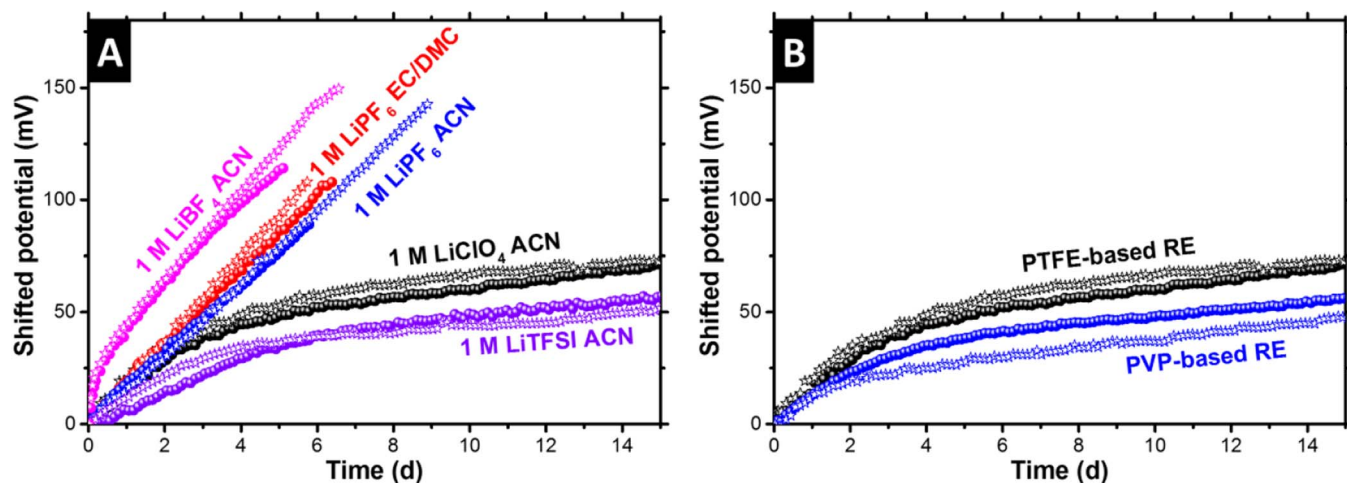 A
Shifted potential (mV)
150
100
50
0
1 M LiBF₄ ACN
1 M LiPF₆ EC/DMC
1 M LiPF₆ ACN
1 M LiClO₄ ACN
1 M LiTFSI ACN
0 2 4 6 8 10 12 14
Time (d)
B
Shifted potential (mV)
150
100
50
0
PTFE-based RE
PVP-based RE
0 2 4 6 8 10 12 14
Time (d)